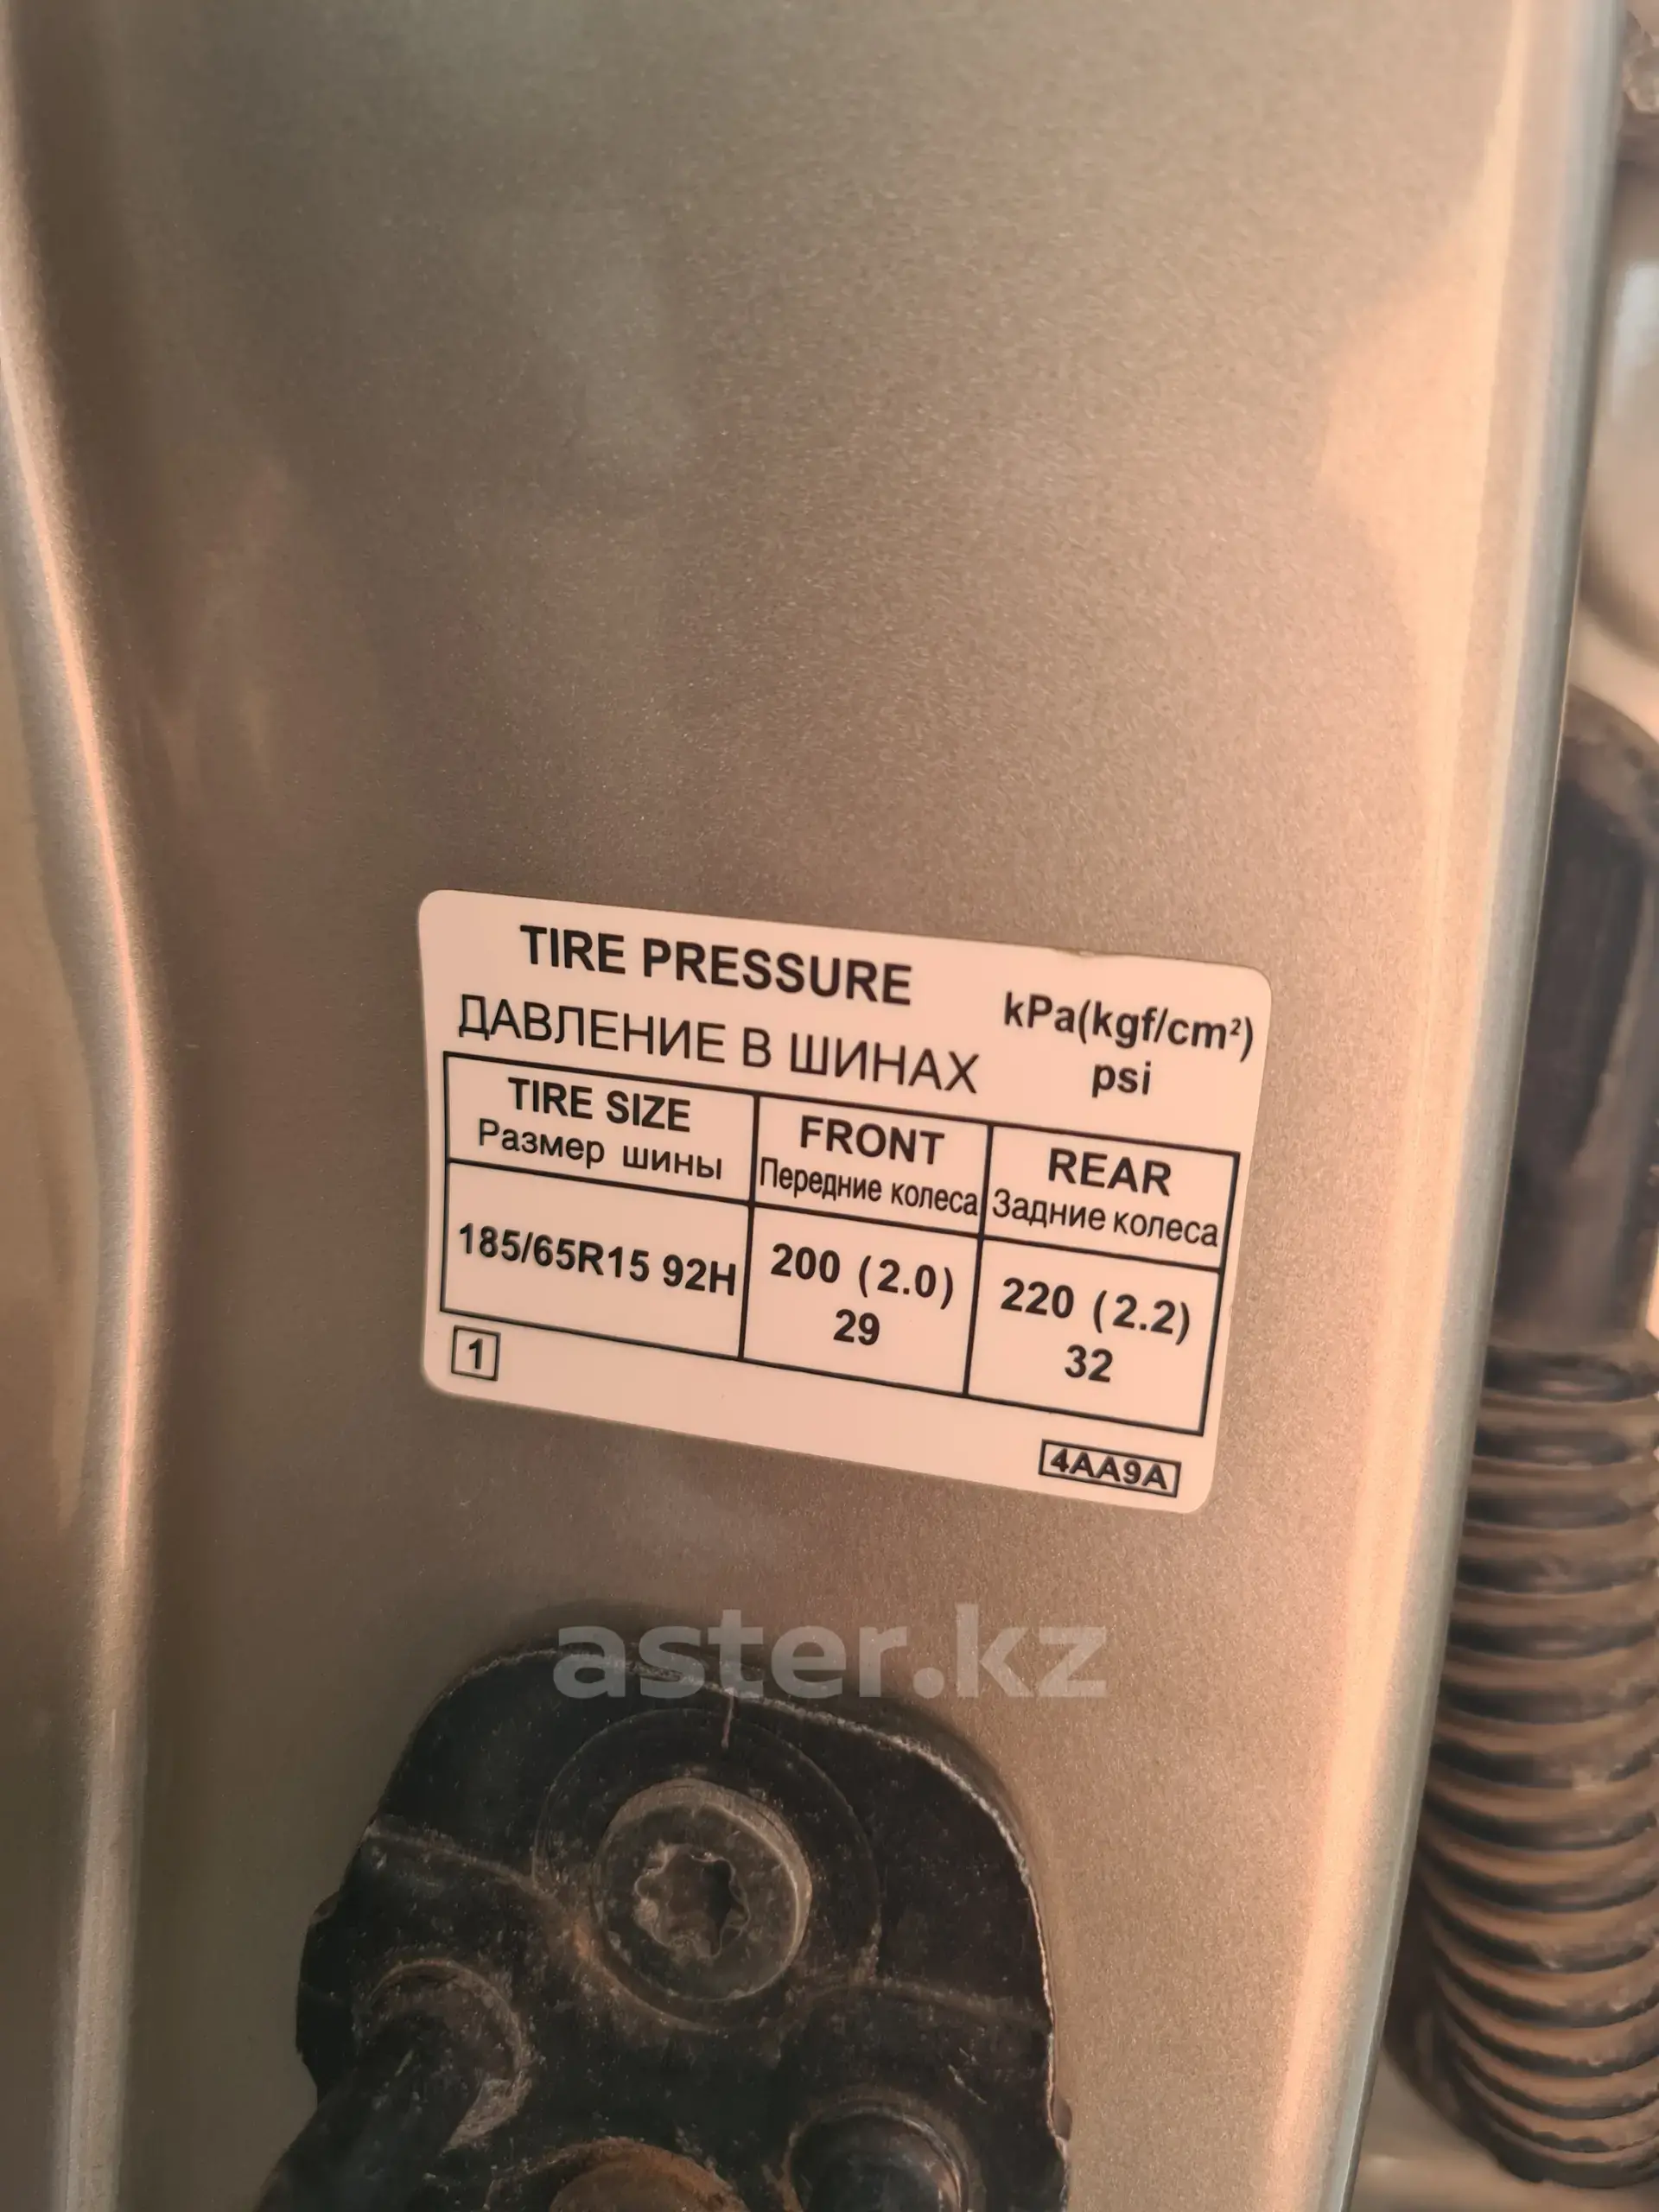 TIRE PRESSURE
ДАВЛЕНИЕ В ШИНАХ
kPa(kgf/cm²)
psi
TIRE SIZE
Размер шины
FRONT
Передние колеса
REAR
Задние колеса
185/65R15 92H
200 (2.0)
29
220 (2.2)
32
1
4AA9A
aster.kz